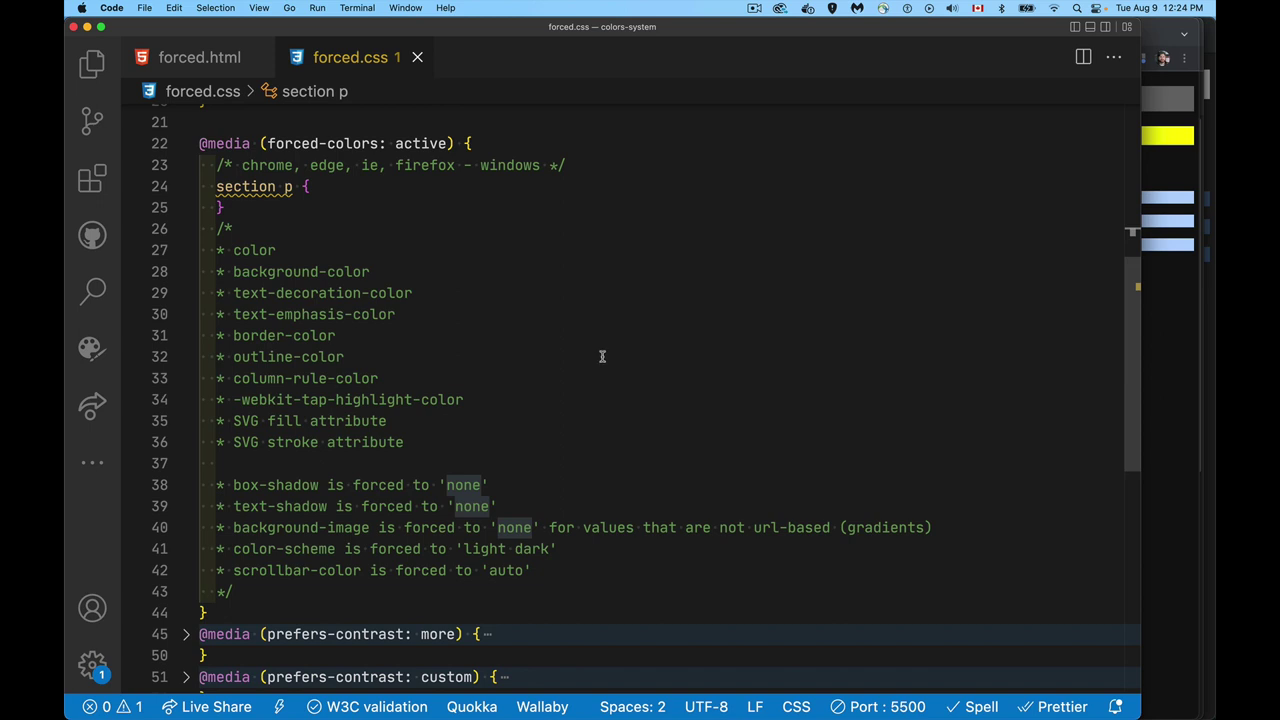 Code File Edit Selection View Go Run Terminal Window Help Tue Aug 9 12:24 PM
forced.css — colors-system
forced.html forced.css 1
forced.css > section p
21
22 @media (forced-colors: active) {
23 /* chrome, edge, ie, firefox - windows */
24 section p {
25 }
26 /*
27 * color
28 * background-color
29 * text-decoration-color
30 * text-emphasis-color
31 * border-color
32 * outline-color
33 * column-rule-color
34 * -webkit-tap-highlight-color
35 * SVG fill attribute
36 * SVG stroke attribute
37
38 * box-shadow is forced to 'none'
39 * text-shadow is forced to 'none'
40 * background-image is forced to 'none' for values that are not url-based (gradients)
41 * color-scheme is forced to 'light dark'
42 * scrollbar-color is forced to 'auto'
43 */
44 }
45 @media (prefers-contrast: more) {
50 }
51 @media (prefers-contrast: custom) {
1
0 1 Live Share W3C validation Quokka Wallaby Spaces: 2 UTF-8 LF CSS Port : 5500 Spell Prettier